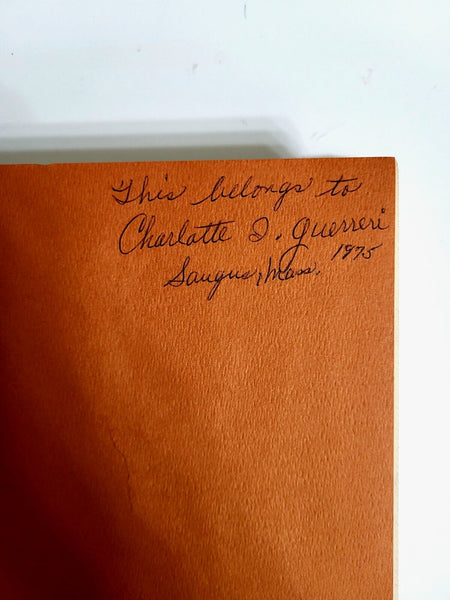 This belongs to
Charlotte I. Guerreri
Saugus, Mass. 1975